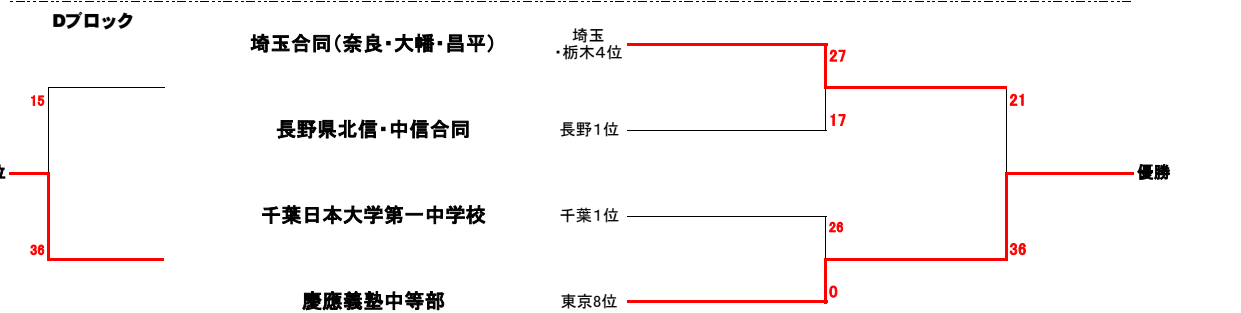 Dブロック
埼玉合同(奈良・大幡・昌平)
埼玉
・栃木4位
27
15
21
17
長野県北信・中信合同
長野1位
位
優勝
千葉日本大学第一中学校
千葉1位
26
36
36
慶應義塾中等部
東京8位
0